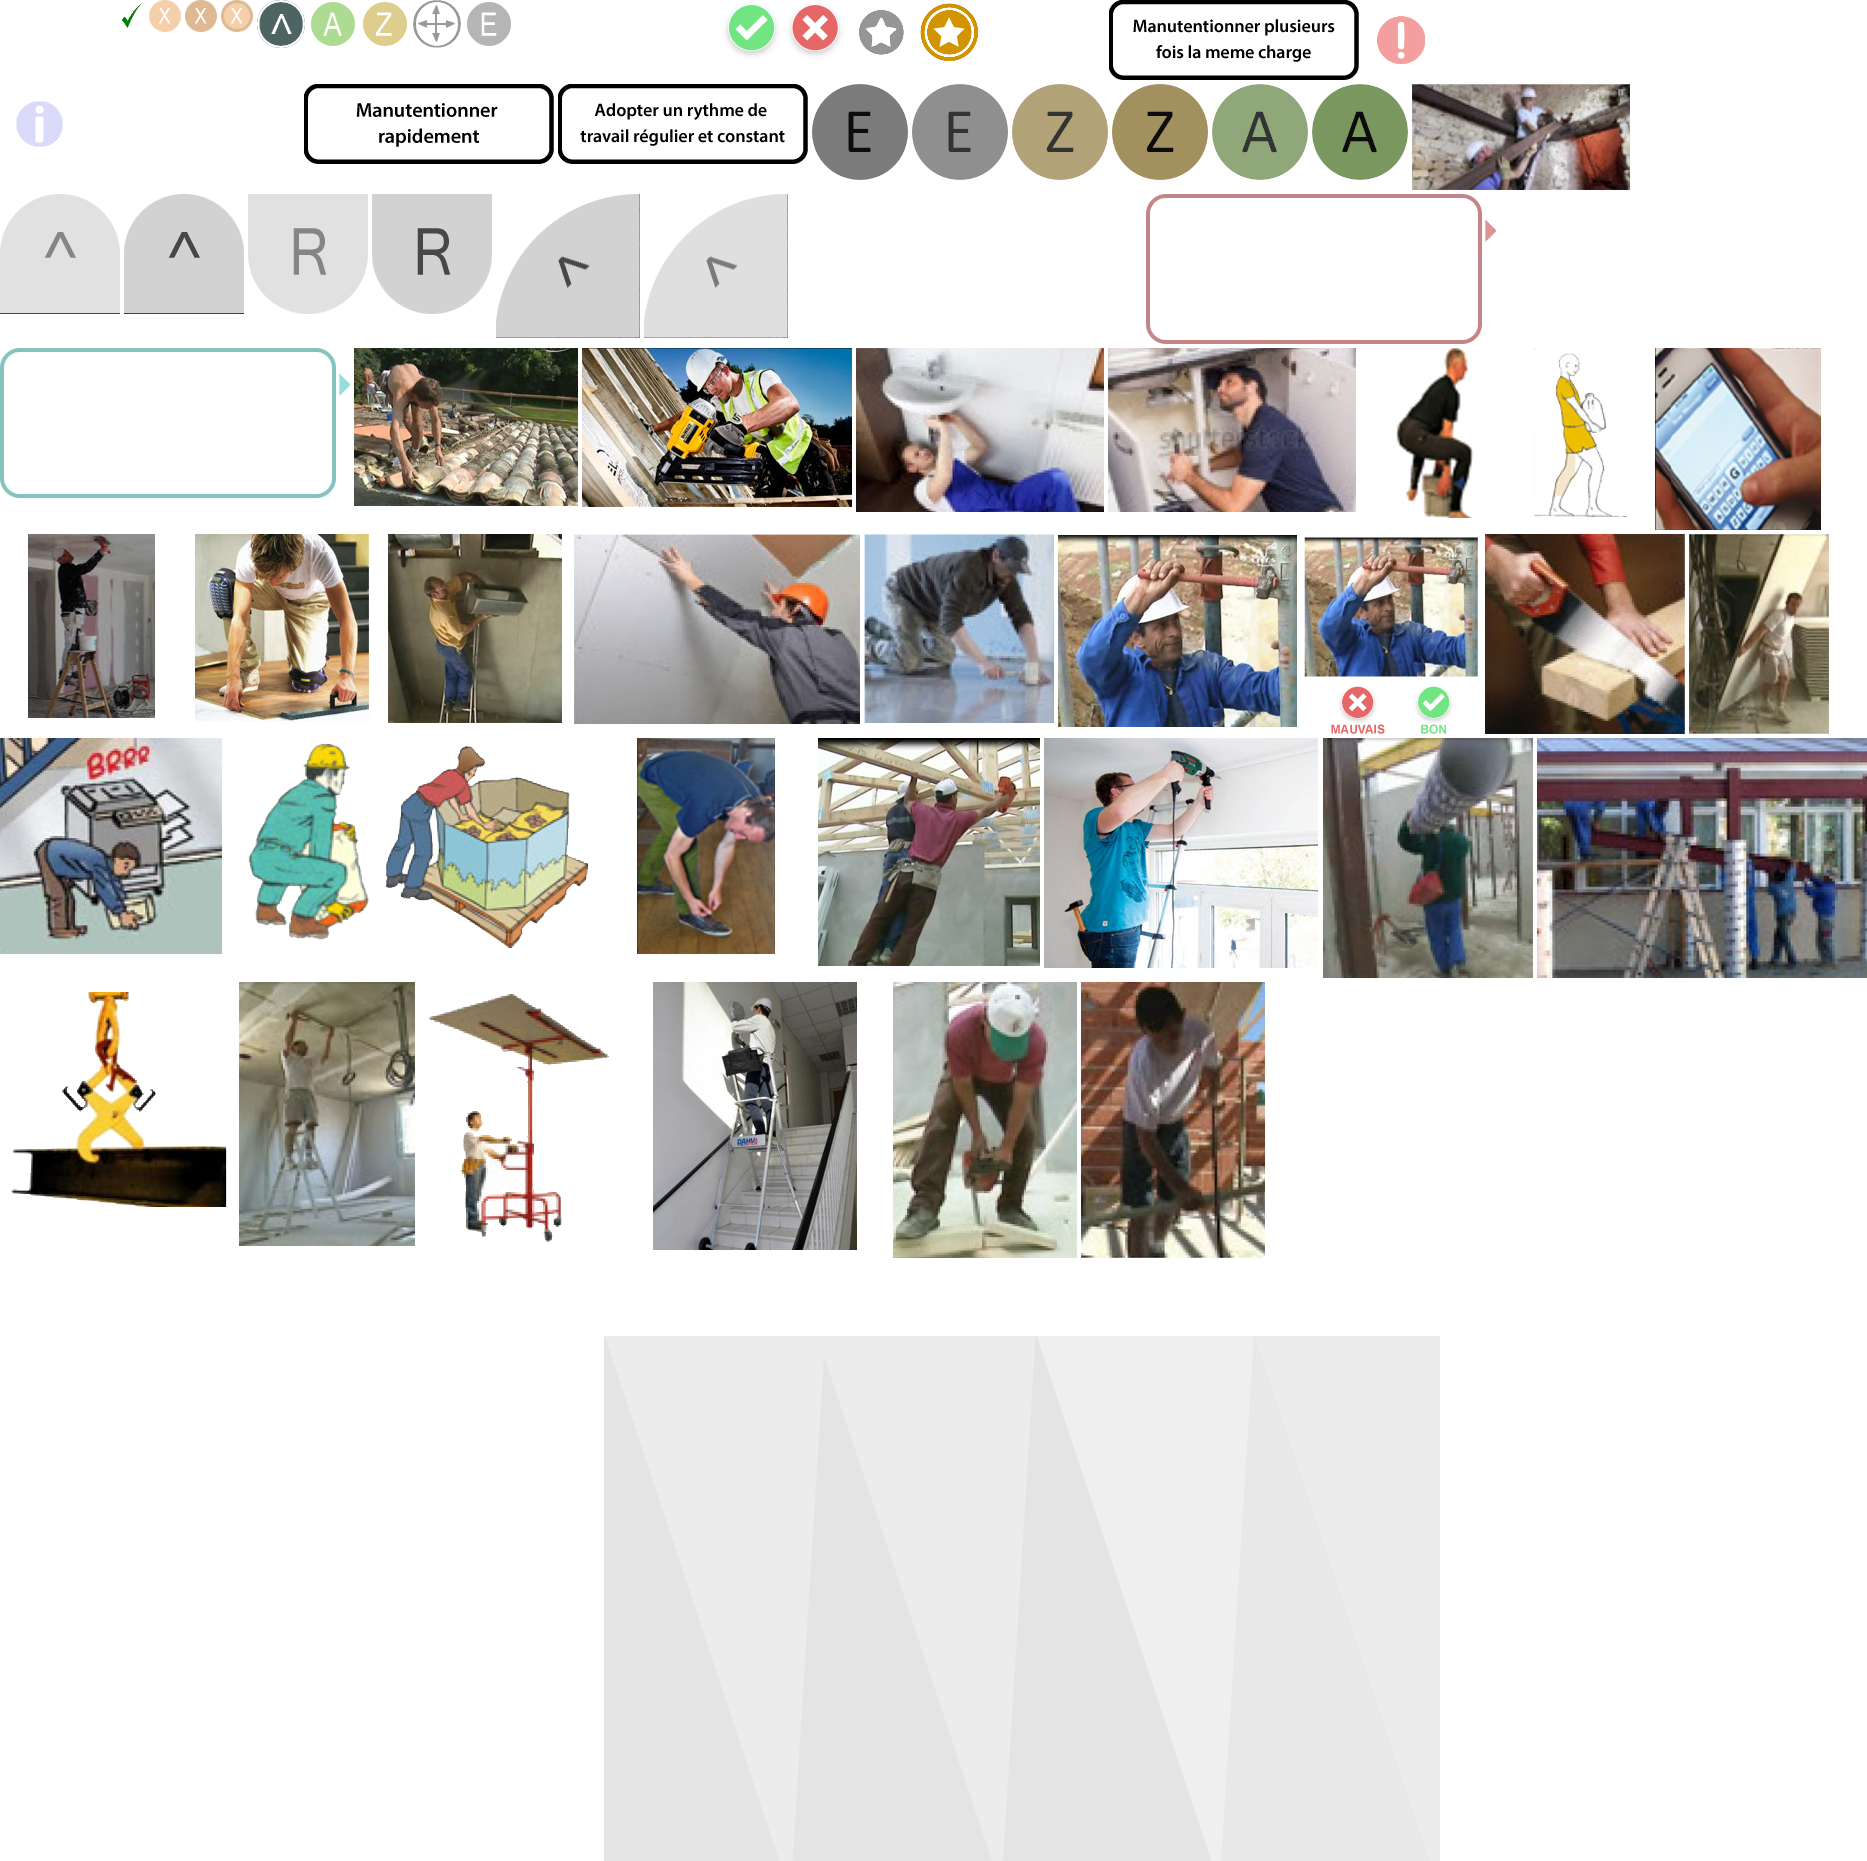 X X X ^ A Z E
Manutentionner plusieurs
fois la meme charge
!
i
Manutentionner
rapidement
Adopter un rythme de
travail régulier et constant
E E Z Z A A
^ ^ R R ^ ^
shutterstock
G
MAUVAIS BON
BRRR